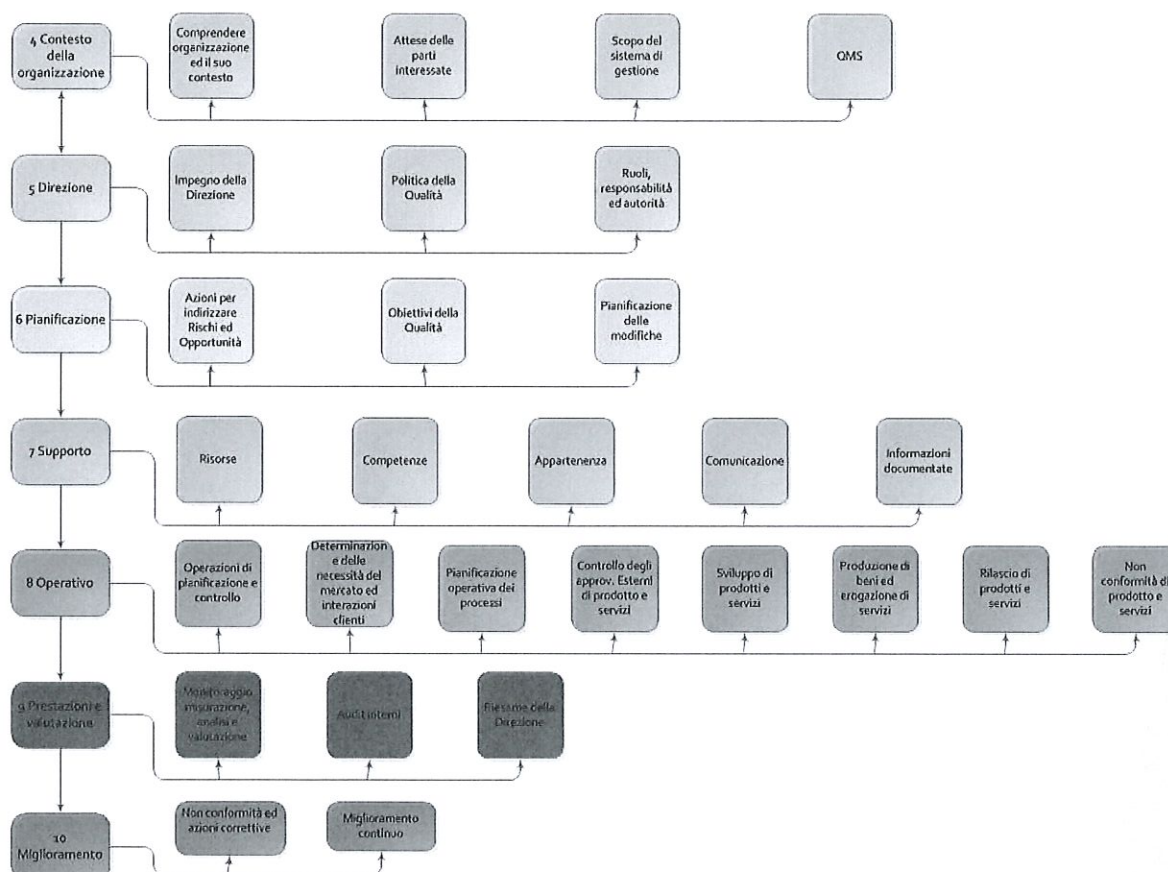 4 Contesto
della
organizzazione
Comprendere
organizzazione
ed il suo
contesto
Attese delle
parti
interessate
Scopo del
sistema di
gestione
QMS
5 Direzione
Impegno della
Direzione
Politica della
Qualità
Ruoli,
responsabilità
ed autorità
6 Pianificazione
Azioni per
indirizzare
Rischi ed
Opportunità
Obiettivi della
Qualità
Pianificazione
delle
modifiche
7 Supporto
Risorse
Competenze
Appartenenza
Comunicazione
Informazioni
documentate
8 Operativo
Operazioni di
pianificazione e
controllo
Determinazion
e delle
necessità del
mercato ed
interazioni
clienti
Pianificazione
operativa dei
processi
Controllo degli
approv. Esterni
di prodotto e
servizi
Sviluppo di
prodotti e
servizi
Produzione di
beni ed
erogazione di
servizi
Rilascio di
prodotti e
servizi
Non
conformità di
prodotto e
servizi
9 Prestazioni e
valutazione
Monitoraggio
misurazione,
analisi e
valutazione
Audit interni
Riesame della
Direzione
10
Miglioramento
Non conformità ed
azioni correttive
Miglioramento
continuo